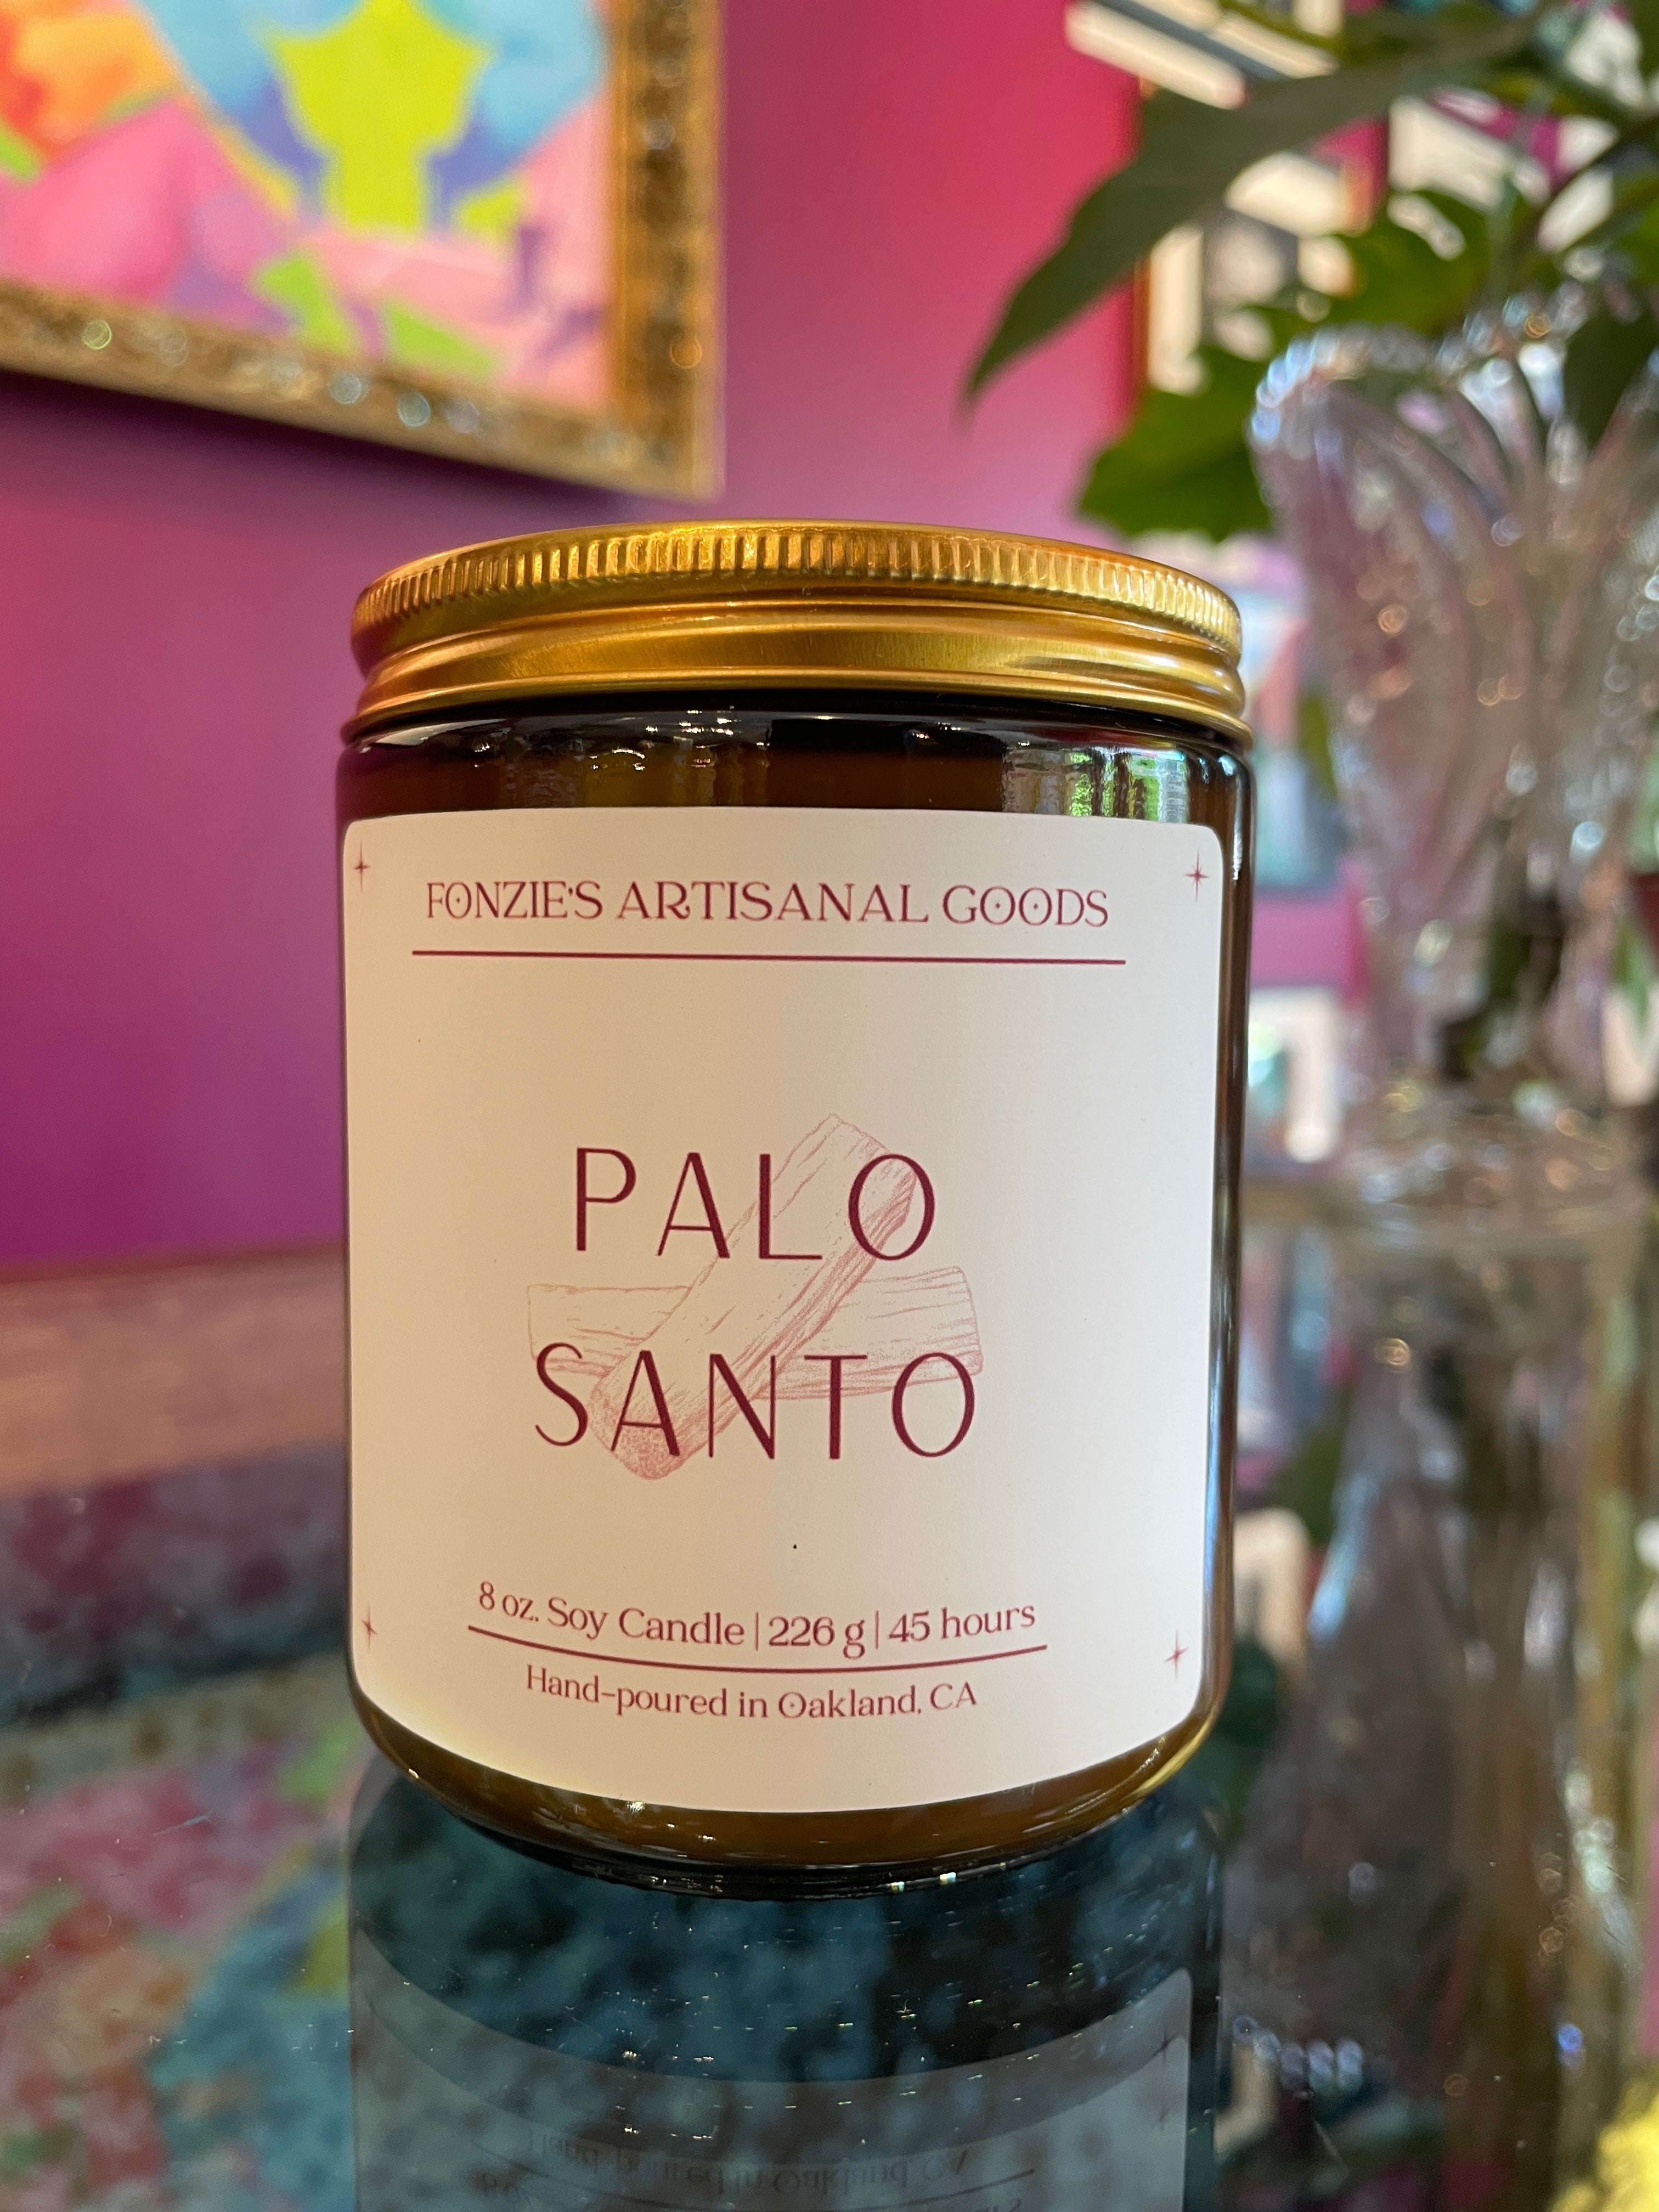 FONZIE'S ARTISANAL GOODS
PALO
SANTO
8 oz. Soy Candle | 226 g | 45 hours
Hand-poured in Oakland, CA